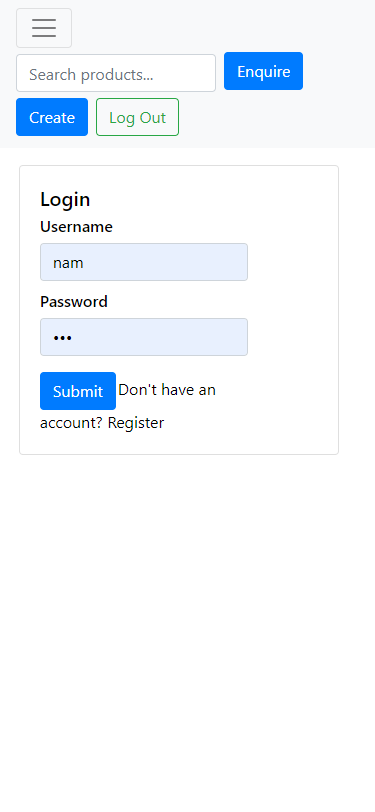 Search products...
Enquire
Create
Log Out
Login
Username
nam
Password
•••
Submit Don't have an
account? Register